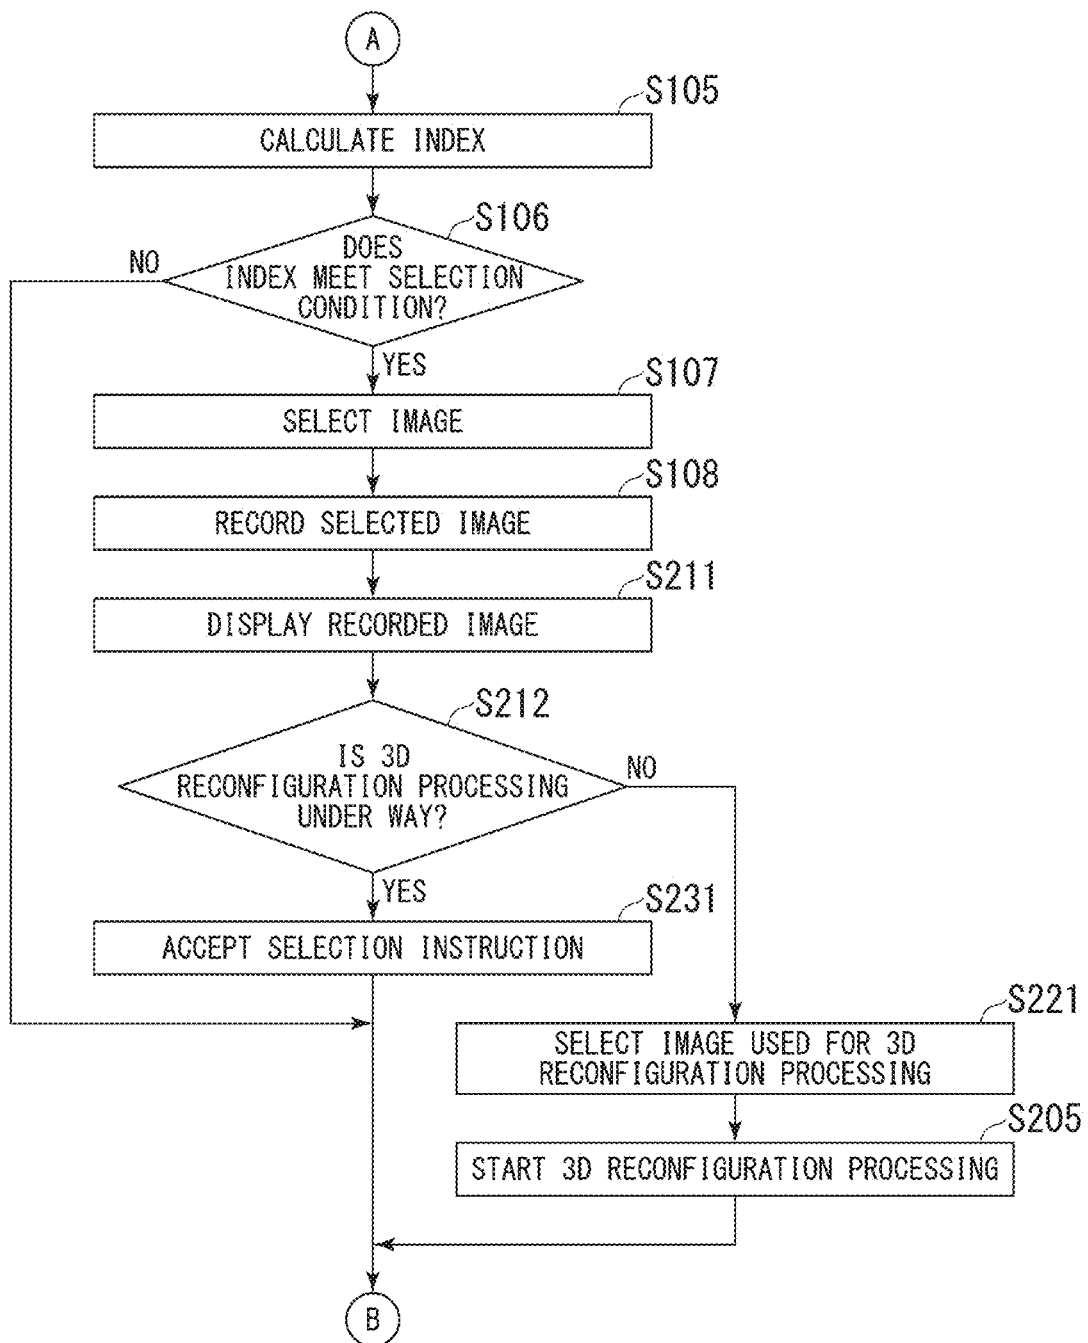 A
S105
CALCULATE INDEX
S106
DOES
INDEX MEET SELECTION
CONDITION?
NO
YES
S107
SELECT IMAGE
S108
RECORD SELECTED IMAGE
S211
DISPLAY RECORDED IMAGE
S212
IS 3D
RECONFIGURATION PROCESSING
UNDER WAY?
NO
YES
S231
ACCEPT SELECTION INSTRUCTION
S221
SELECT IMAGE USED FOR 3D
RECONFIGURATION PROCESSING
S205
START 3D RECONFIGURATION PROCESSING
B